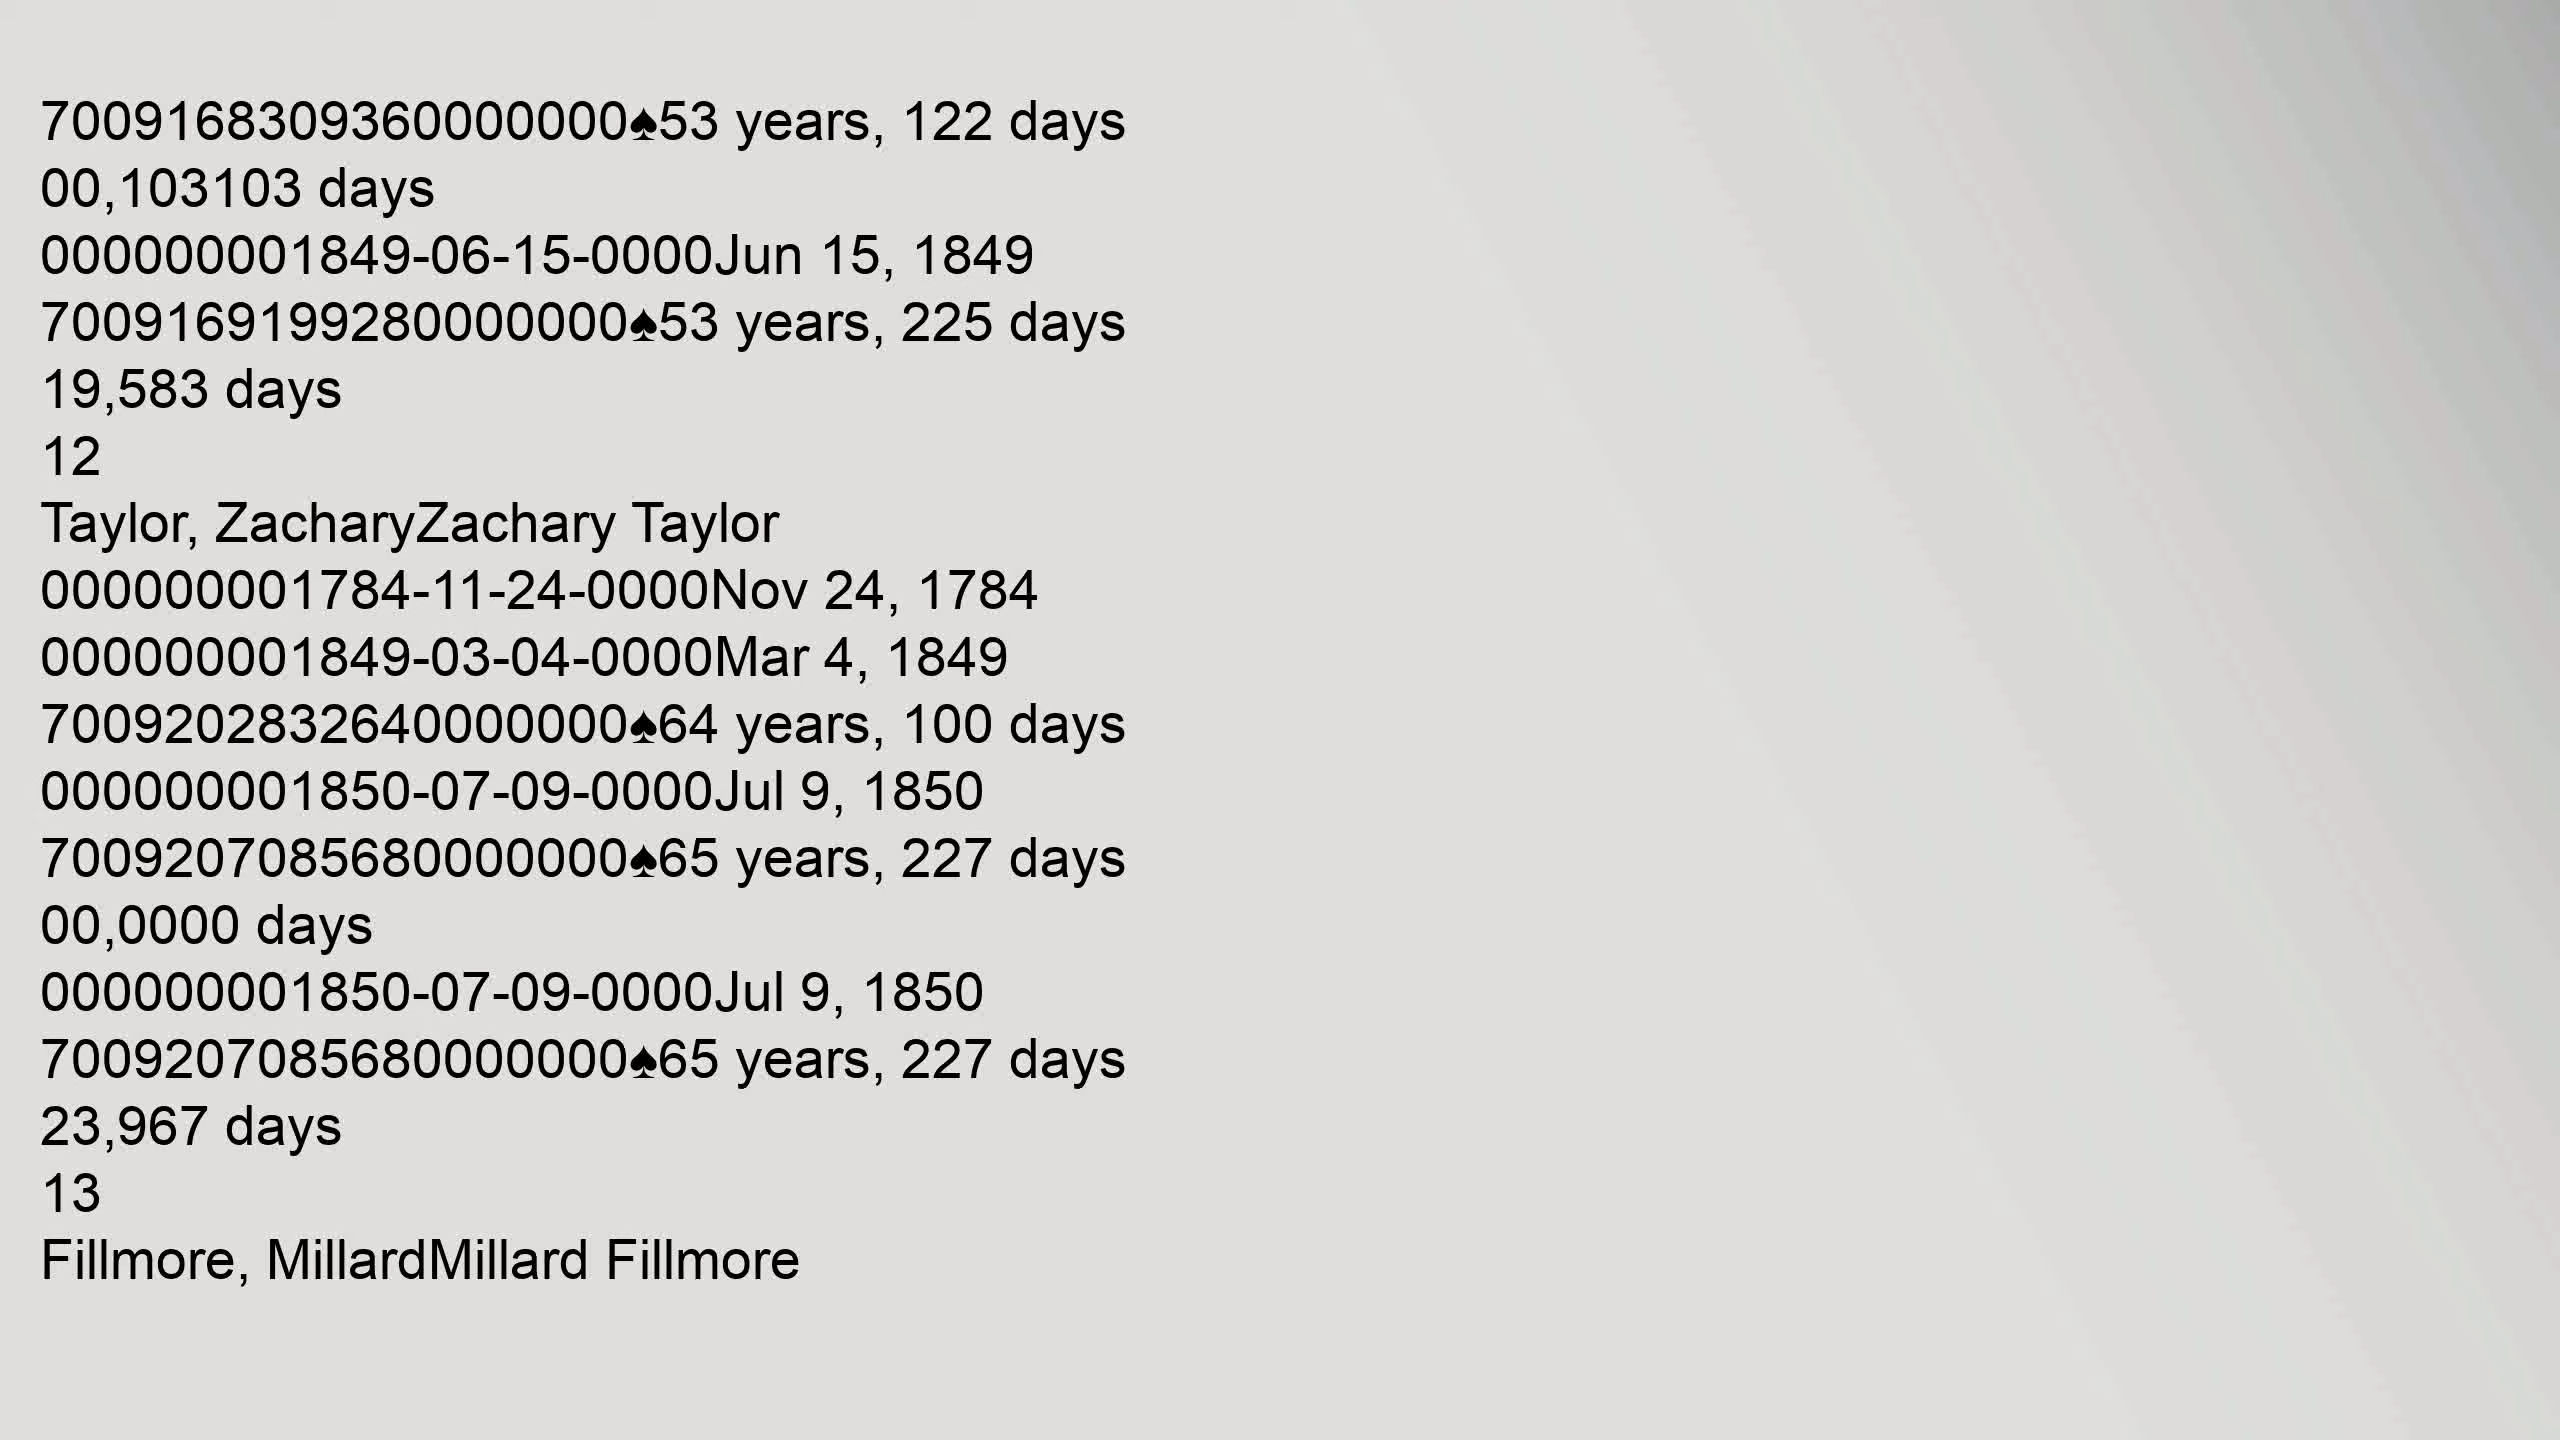 7009168309360000000♠53 years, 122 days
00,103103 days
000000001849-06-15-0000Jun 15, 1849
7009169199280000000♠53 years, 225 days
19,583 days
12
Taylor, ZacharyZachary Taylor
000000001784-11-24-0000Nov 24, 1784
000000001849-03-04-0000Mar 4, 1849
7009202832640000000♠64 years, 100 days
000000001850-07-09-0000Jul 9, 1850
7009207085680000000♠65 years, 227 days
00,0000 days
000000001850-07-09-0000Jul 9, 1850
7009207085680000000♠65 years, 227 days
23,967 days
13
Fillmore, MillardMillard Fillmore